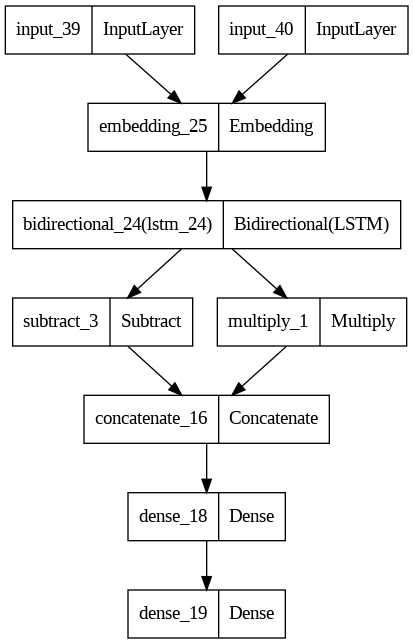 input_39 InputLayer
input_40 InputLayer
embedding_25 Embedding
bidirectional_24(lstm_24) Bidirectional(LSTM)
subtract_3 Subtract
multiply_1 Multiply
concatenate_16 Concatenate
dense_18 Dense
dense_19 Dense